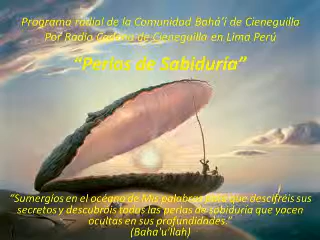 Programa radial de la Comunidad Bahá'í de Cieneguilla
Por Radio Cadena de Cieneguilla en Lima Perú
"Perlas de Sabiduría"
"Sumergíos en el océano de Mis palabras para que descifréis sus
secretos y descubráis todas las perlas de sabiduría que yacen
ocultas en sus profundidades."
(Baha'u'llah)